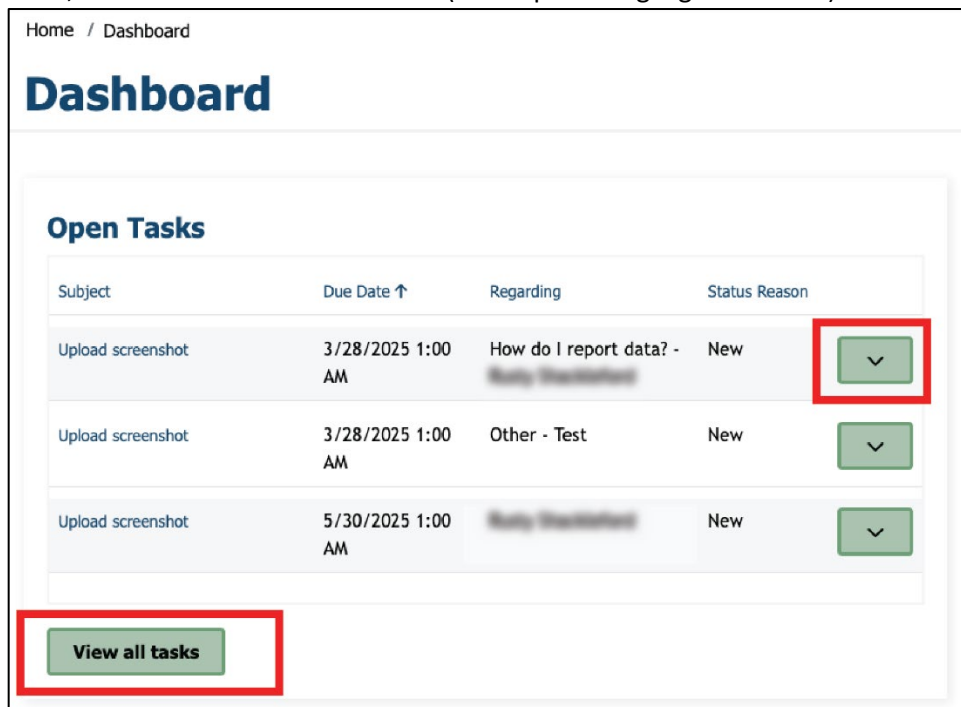 Home / Dashboard
Dashboard
Open Tasks
Subject Due Date ↑ Regarding Status Reason
Upload screenshot 3/28/2025 1:00 How do I report data? - New
AM
Upload screenshot 3/28/2025 1:00 Other - Test New
AM
Upload screenshot 5/30/2025 1:00 New
AM
View all tasks